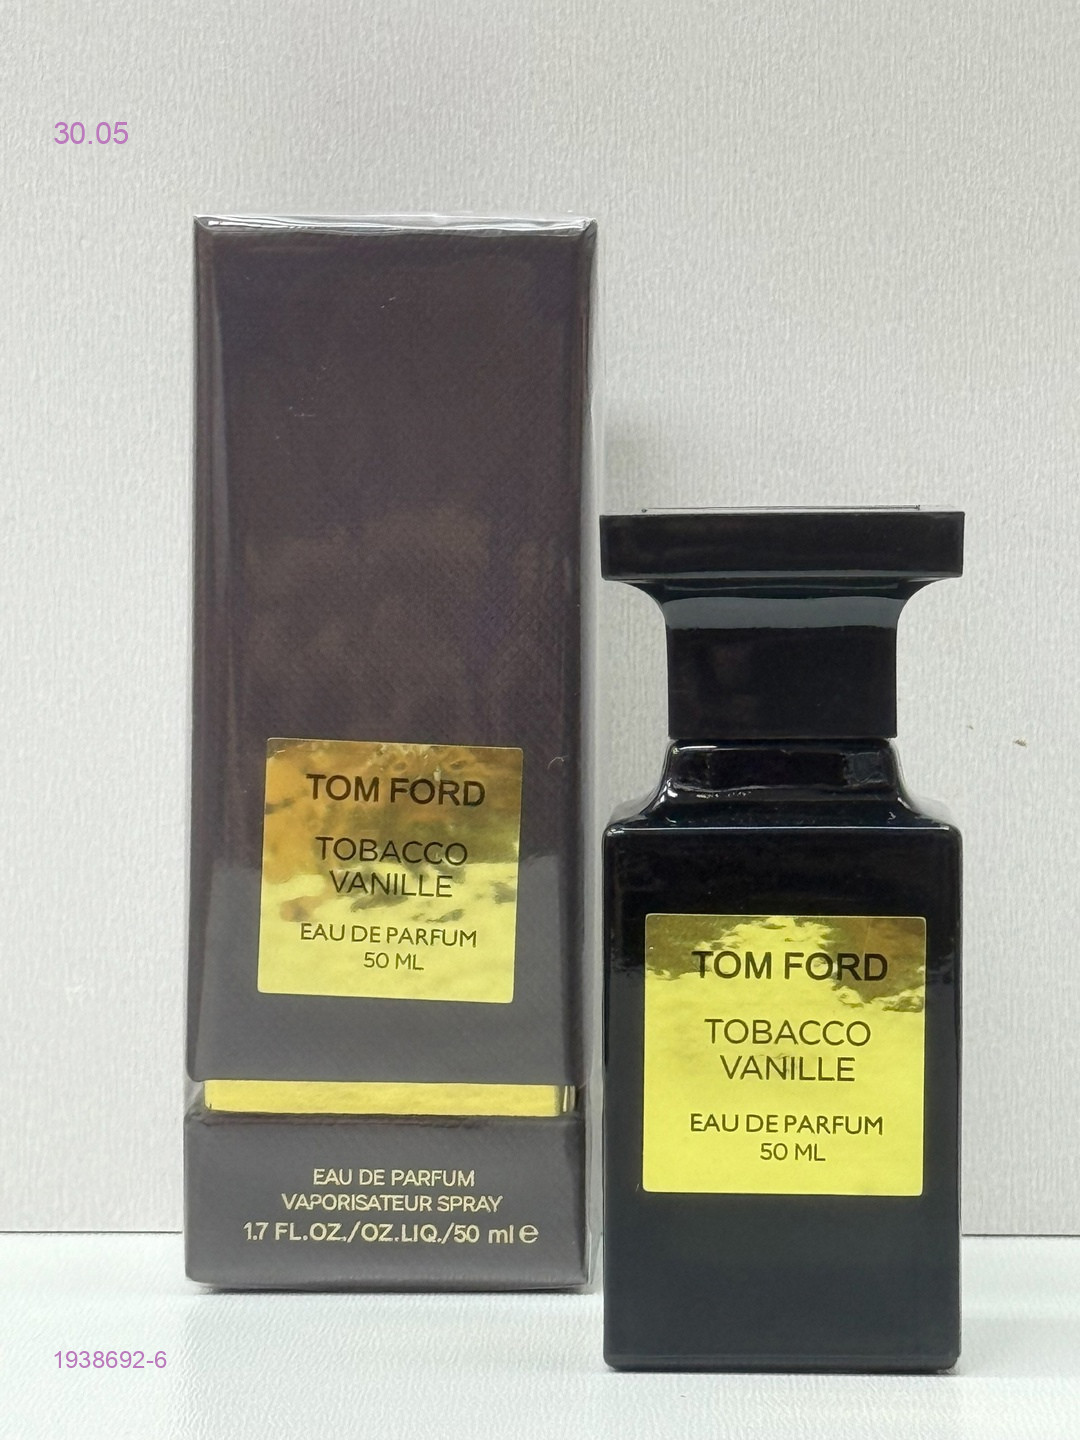 30.05
TOM FORD
TOBACCO
VANILLE
EAU DE PARFUM
50 ML
EAU DE PARFUM
VAPORISATEUR SPRAY
1.7 FL.OZ./OZ.LIQ./50 ml e
TOM FORD
TOBACCO
VANILLE
EAU DE PARFUM
50 ML
1938692-6